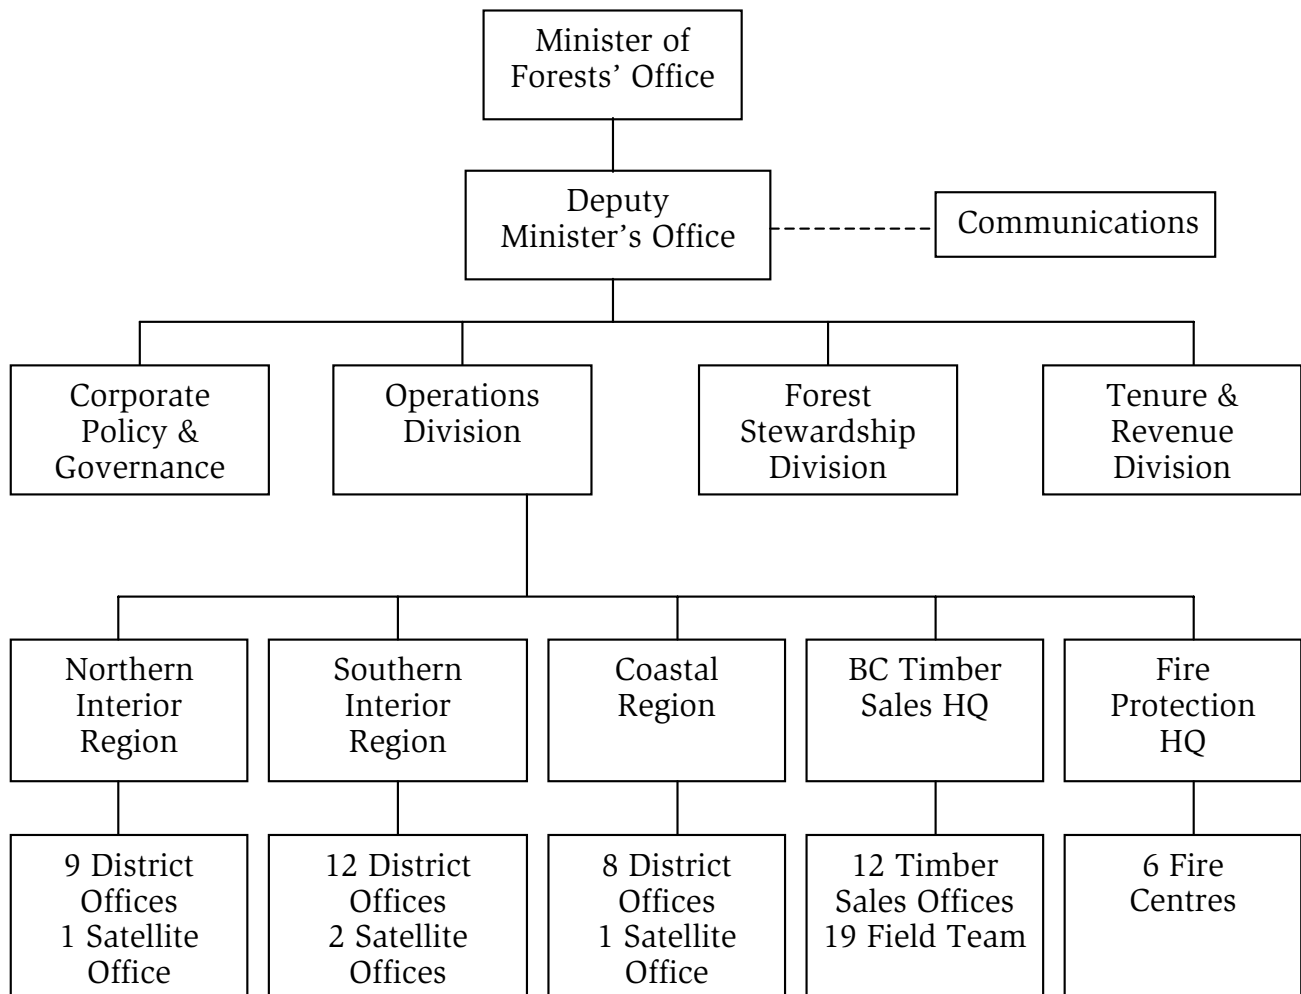 Minister of
Forests’ Office
Deputy
Minister’s Office
Communications
Corporate
Policy &
Governance
Operations
Division
Forest
Stewardship
Division
Tenure &
Revenue
Division
Northern
Interior
Region
Southern
Interior
Region
Coastal
Region
BC Timber
Sales HQ
Fire
Protection
HQ
9 District
Offices
1 Satellite
Office
12 District
Offices
2 Satellite
Offices
8 District
Offices
1 Satellite
Office
12 Timber
Sales Offices
19 Field Team
6 Fire
Centres